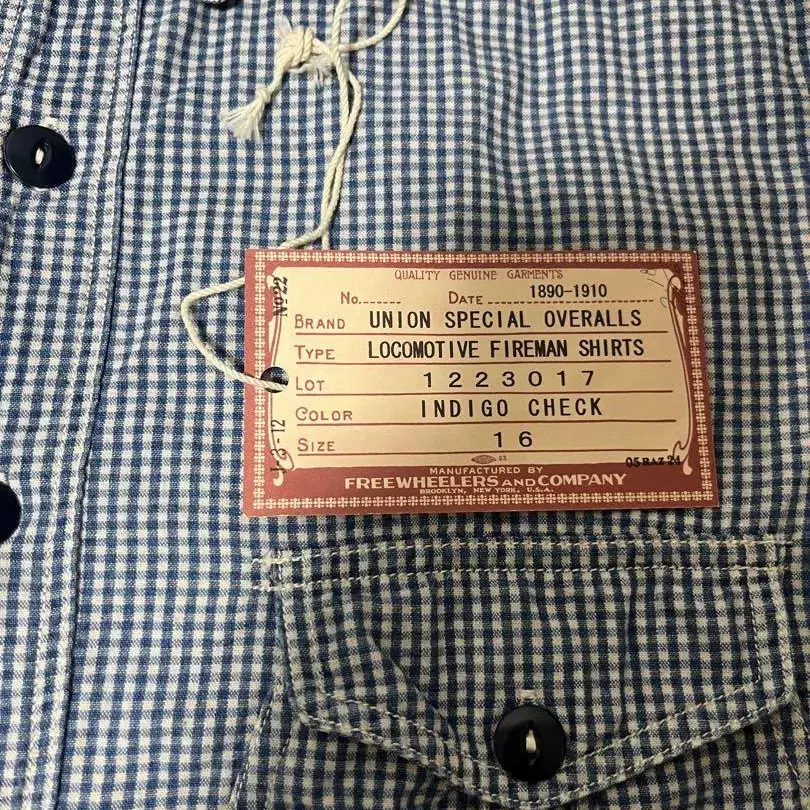 QUALITY GENUINE GARMENTS
No.
DATE 1890-1910
BRAND UNION SPECIAL OVERALLS
TYPE LOCOMOTIVE FIREMAN SHIRTS
LOT 1223017
COLOR INDIGO CHECK
SIZE 16
MANUFACTURED BY
FREEWHEELERS AND COMPANY
BROOKLYN, NEW YORK, U.S.A.
No 22